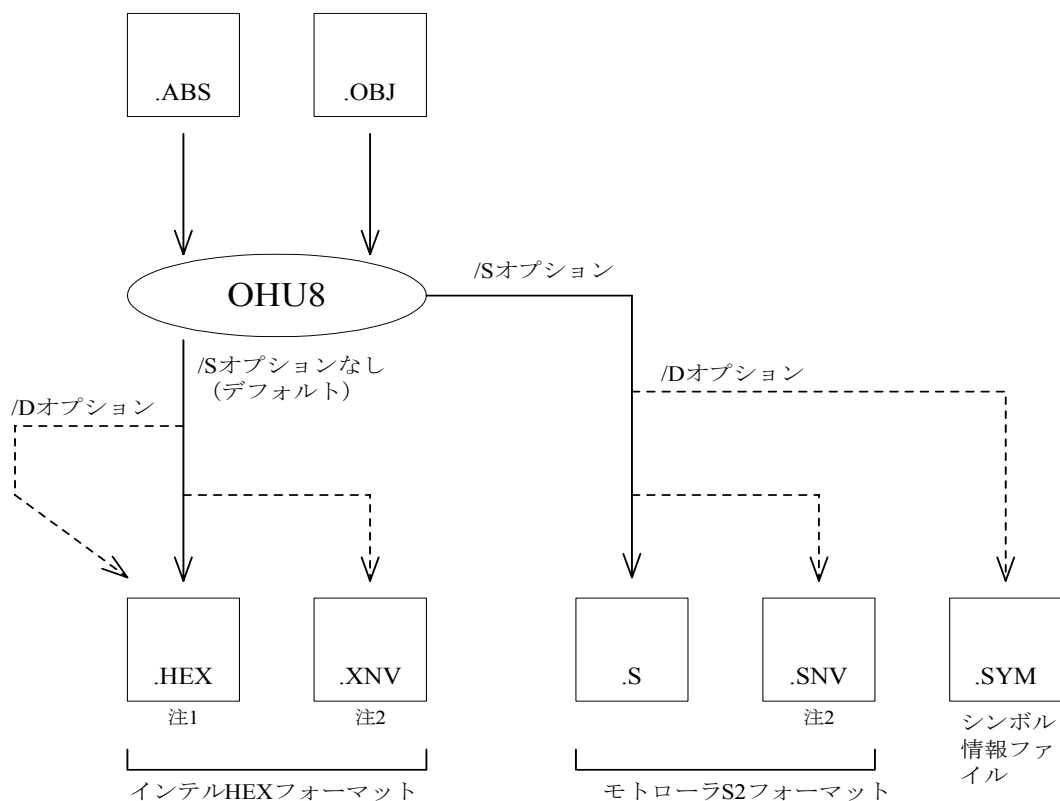 .ABS
.OBJ
OHU8
/Sオプション
/Sオプションなし
（デフォルト）
/Dオプション
/Dオプション
.HEX
.XNV
.S
.SNV
.SYM
注1
注2
注2
シンボル
情報ファ
イル
インテルHEXフォーマット
モトローラS2フォーマット